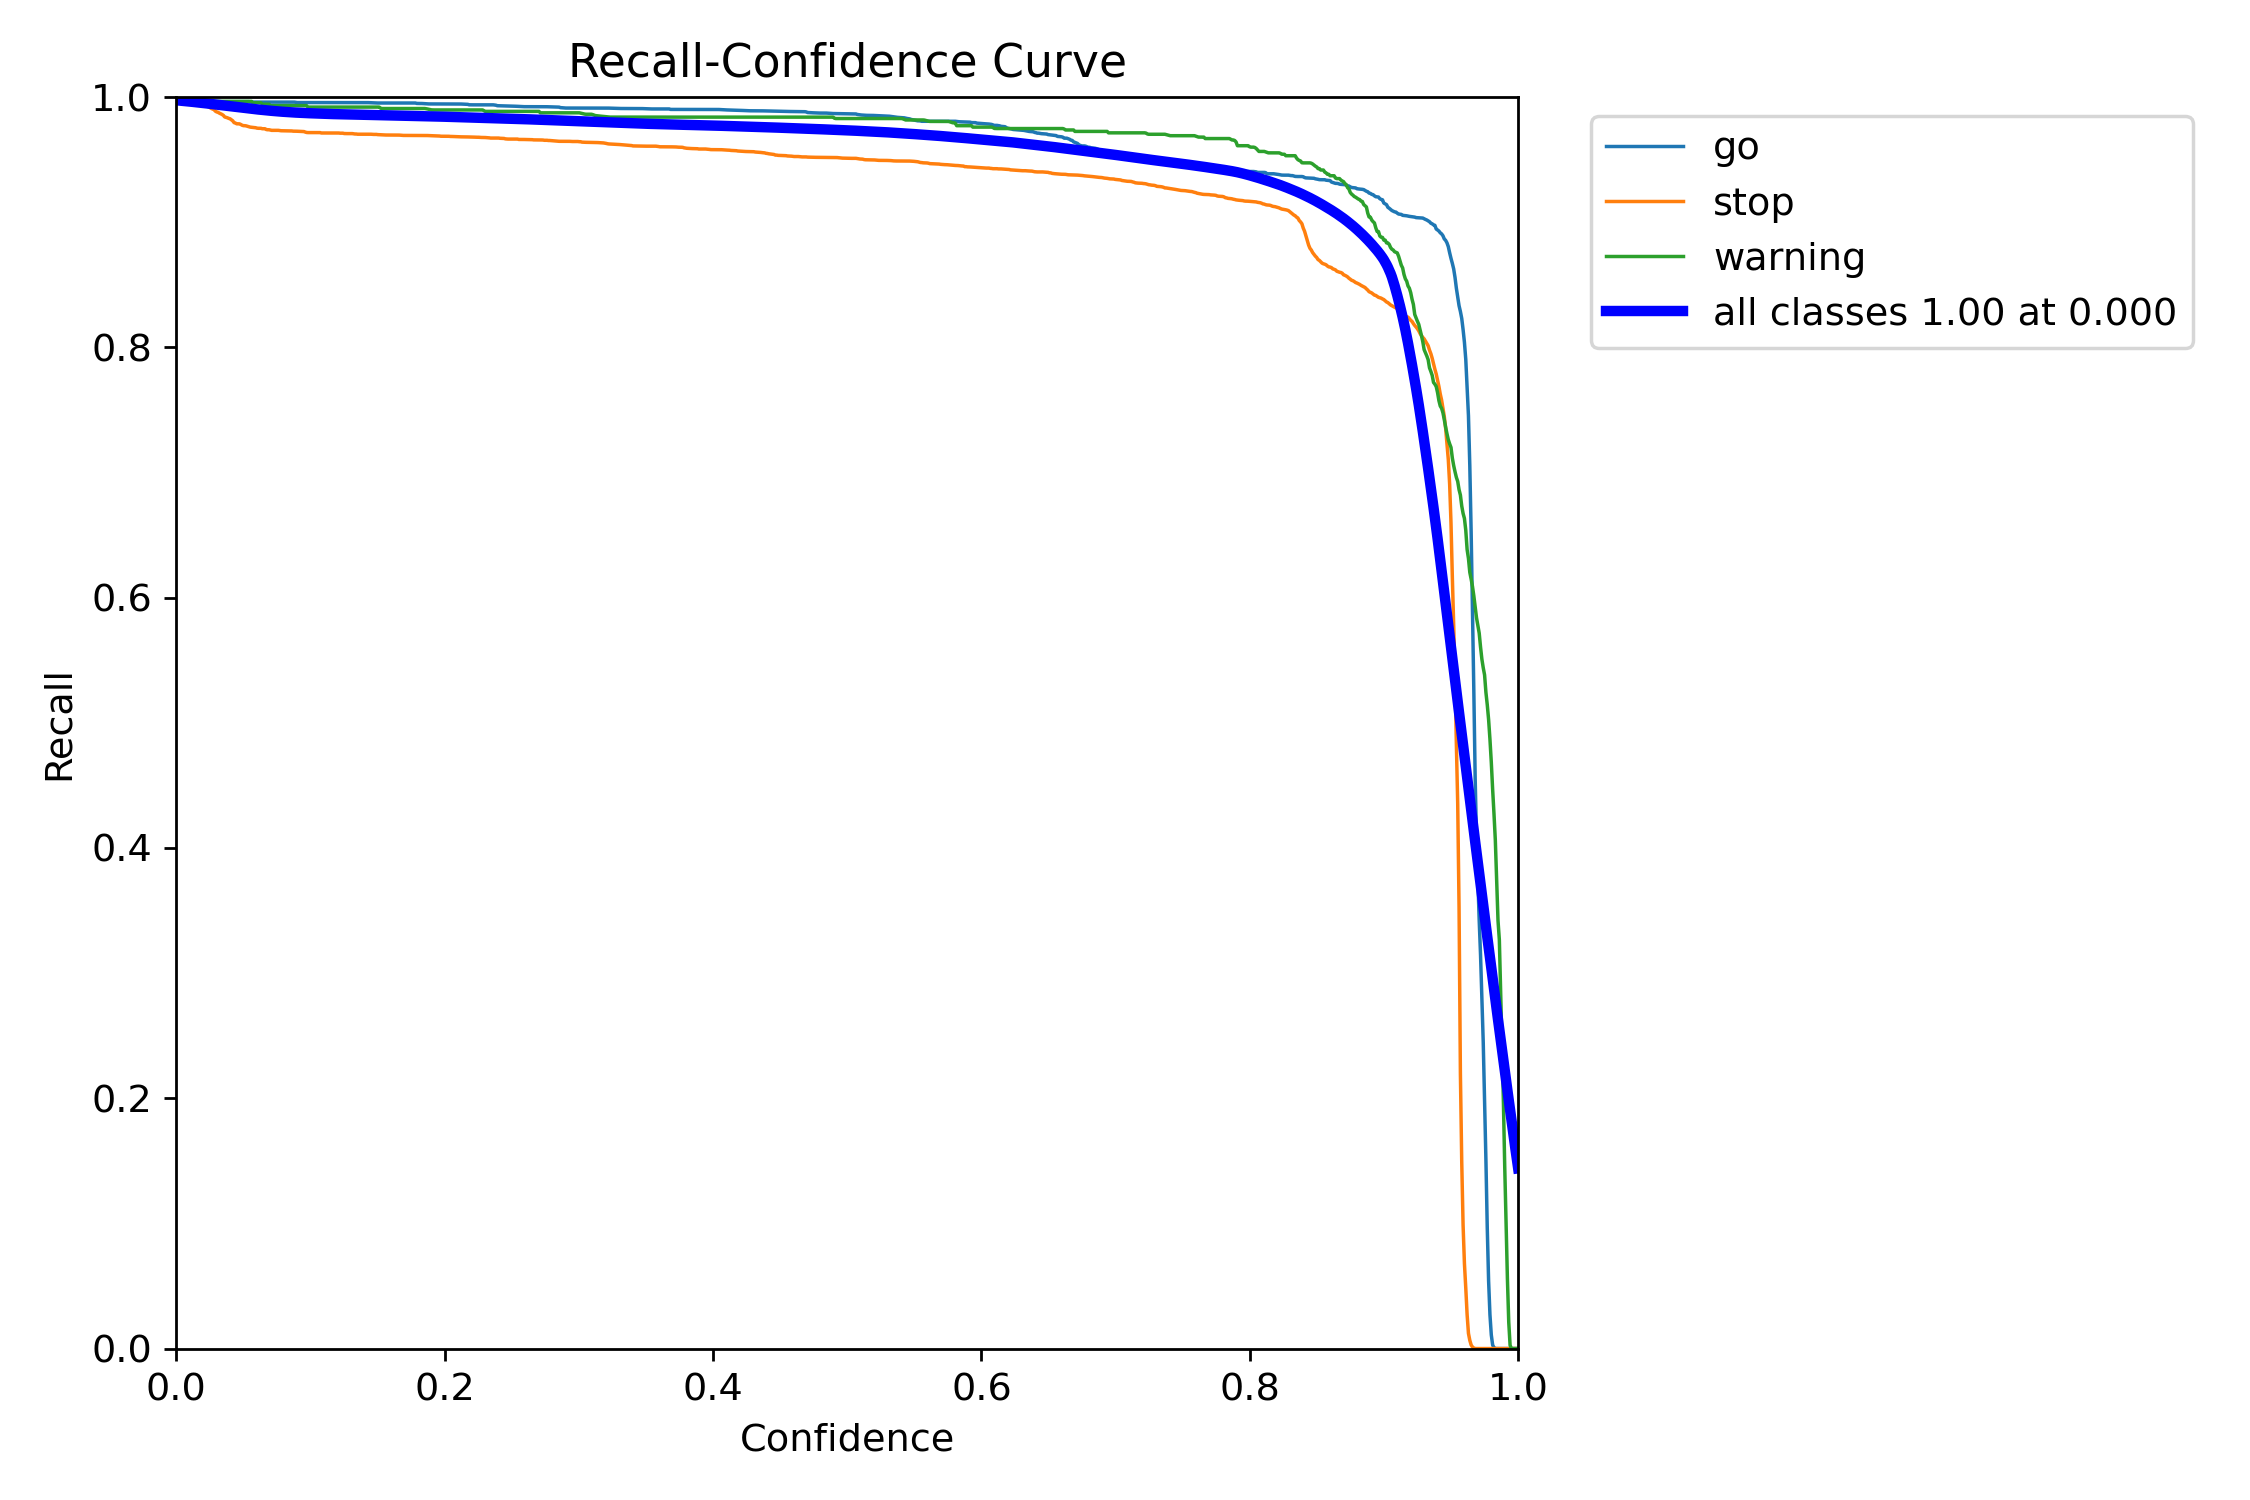 Recall-Confidence Curve
1.0
0.8
0.6
0.4
0.2
0.0
Recall
0.0 0.2 0.4 0.6 0.8 1.0
Confidence
go
stop
warning
all classes 1.00 at 0.000